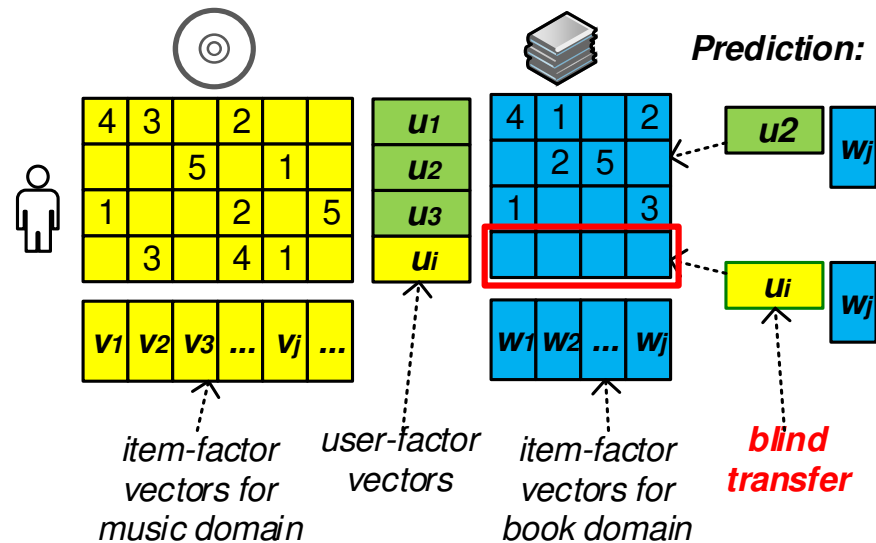 Prediction:
4 3 2
5 1
1 2 5
3 4 1
u1
u2
u3
ui
4 1 2
2 5
1 3
u2
wj
ui
wj
v1 v2 v3 ... vj ...
w1 w2 ... wj
item-factor
vectors for
music domain
user-factor
vectors
item-factor
vectors for
book domain
blind
transfer